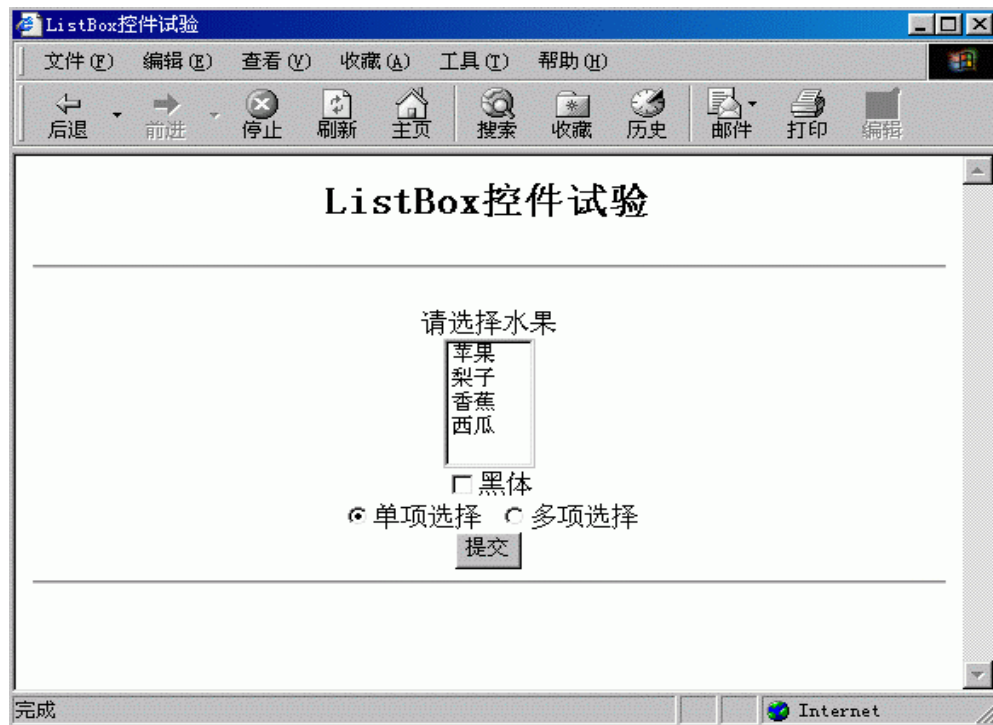 ListBox控件试验
文件(F) 编辑(E) 查看(V) 收藏(A) 工具(T) 帮助(H)
后退 前进 停止 刷新 主页 搜索 收藏 历史 邮件 打印 编辑
ListBox控件试验
请选择水果
苹果
梨子
香蕉
西瓜
黑体
单项选择 多项选择
提交
完成 Internet